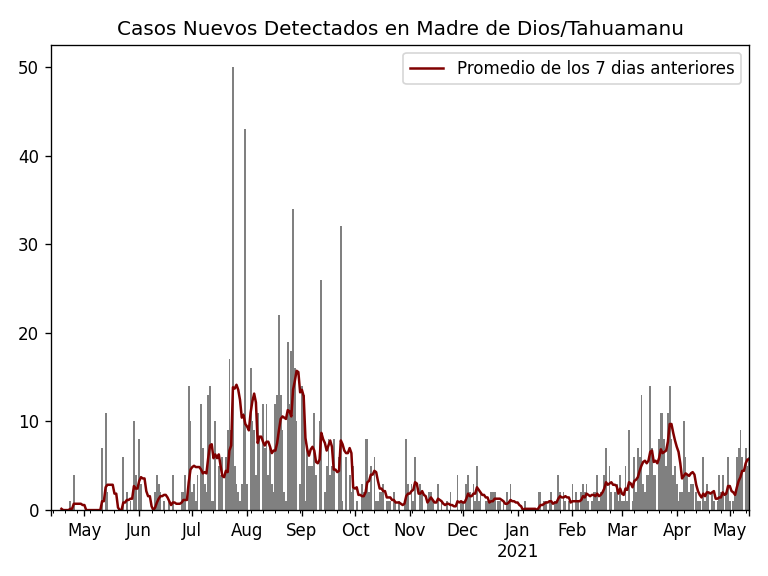 Casos Nuevos Detectados en Madre de Dios/Tahuamanu
Promedio de los 7 dias anteriores
50
40
30
20
10
0
May Jun Jul Aug Sep Oct Nov Dec Jan Feb Mar Apr May
2021